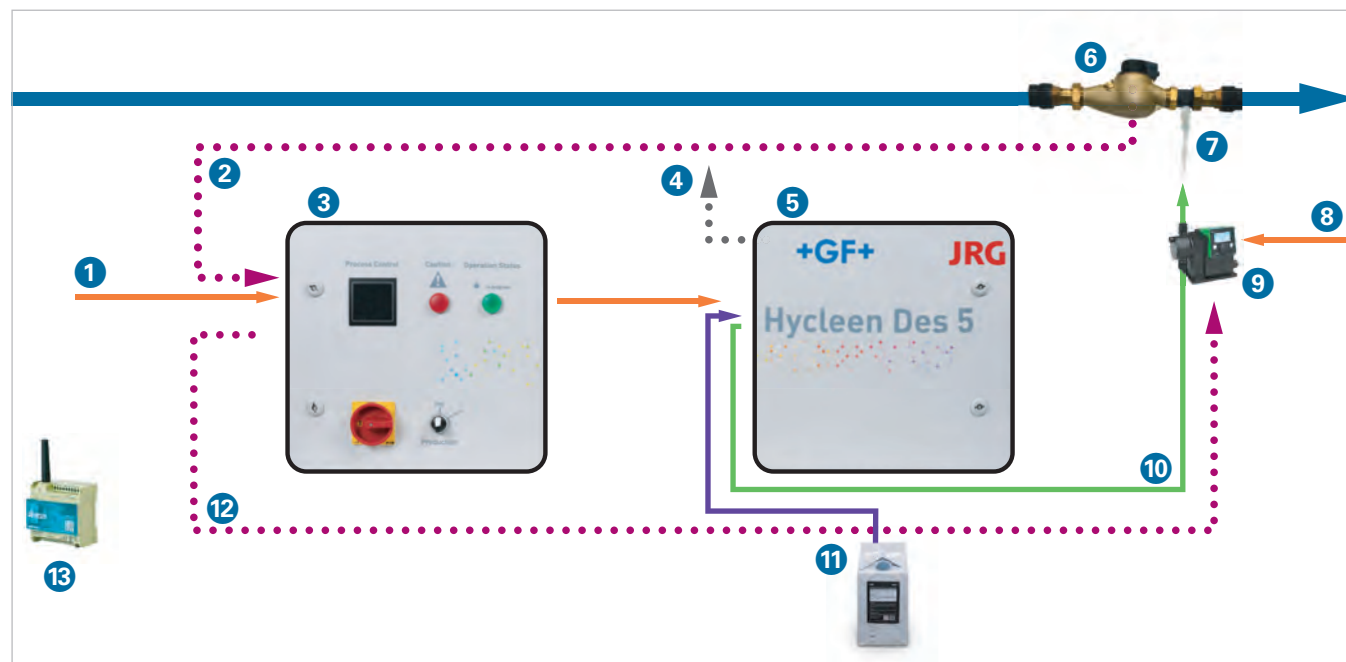 6
7
2
4
3
5
8
1
9
Process Control
Caution
Operation Status
+GF+
JRG
Hycleen Des 5
Production
10
12
11
13